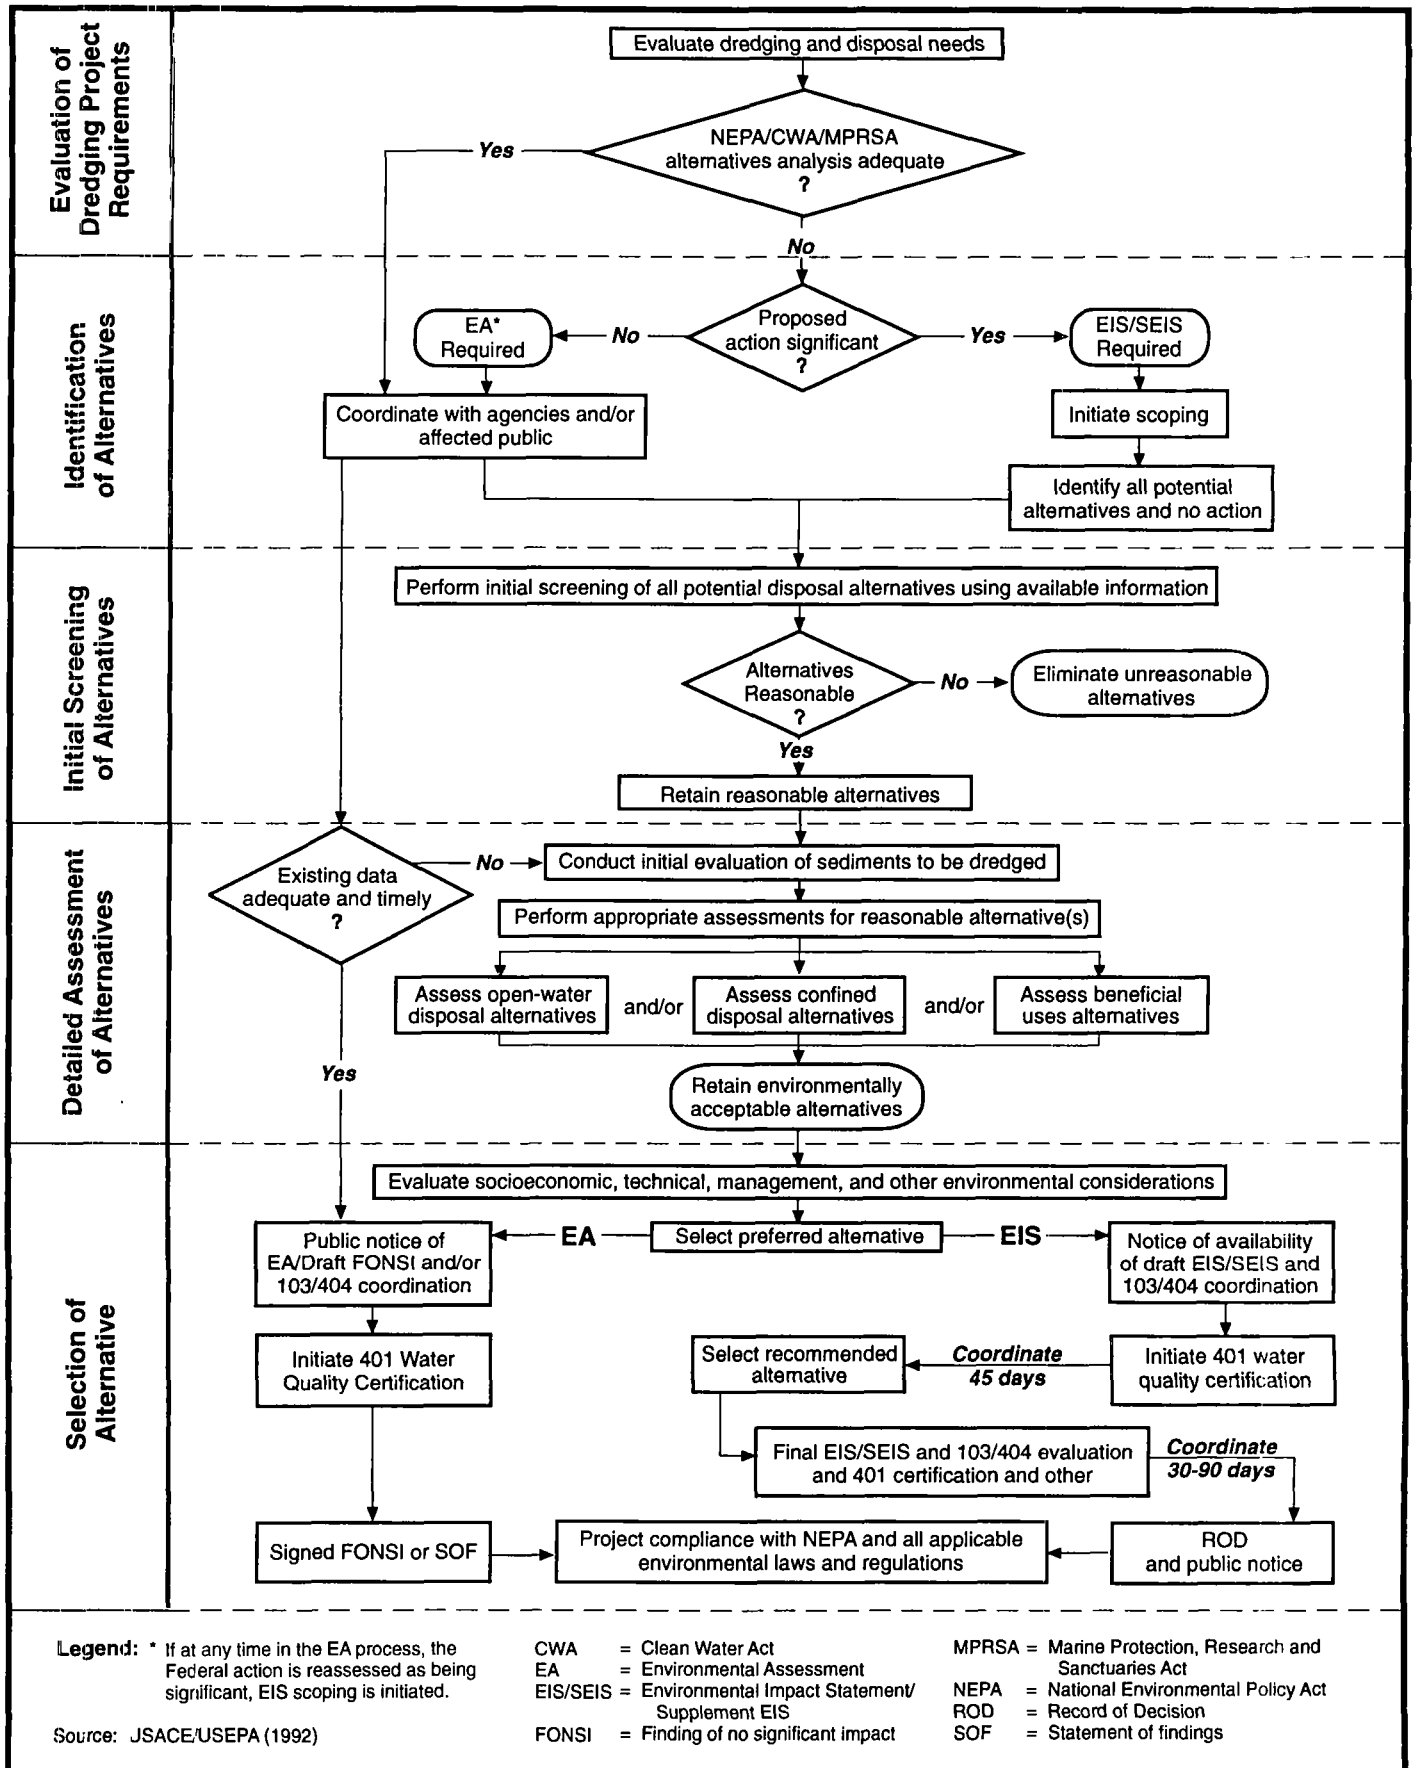 Evaluation of
Dredging Project
Requirements
Evaluate dredging and disposal needs
NEPA/CWA/MPRSA
alternatives analysis adequate
?
Yes
No
Identification
of Alternatives
EA*
Required
No
Proposed
action significant
?
Yes
EIS/SEIS
Required
Coordinate with agencies and/or
affected public
Initiate scoping
Identify all potential
alternatives and no action
Initial Screening
of Alternatives
Perform initial screening of all potential disposal alternatives using available information
Alternatives
Reasonable
?
No
Eliminate unreasonable
alternatives
Yes
Retain reasonable alternatives
Detailed Assessment
of Alternatives
Existing data
adequate and timely
?
No
Conduct initial evaluation of sediments to be dredged
Perform appropriate assessments for reasonable alternative(s)
Assess open-water
disposal alternatives
and/or
Assess confined
disposal alternatives
and/or
Assess beneficial
uses alternatives
Yes
Retain environmentally
acceptable alternatives
Selection of
Alternative
Evaluate socioeconomic, technical, management, and other environmental considerations
Public notice of
EA/Draft FONSI and/or
103/404 coordination
EA
Select preferred alternative
EIS
Notice of availability
of draft EIS/SEIS and
103/404 coordination
Initiate 401 Water
Quality Certification
Select recommended
alternative
Coordinate
45 days
Initiate 401 water
quality certification
Final EIS/SEIS and 103/404 evaluation
and 401 certification and other
Coordinate
30-90 days
Signed FONSI or SOF
Project compliance with NEPA and all applicable
environmental laws and regulations
ROD
and public notice
Legend: * If at any time in the EA process, the
Federal action is reassessed as being
significant, EIS scoping is initiated.
Source: JSACE/USEPA (1992)
CWA = Clean Water Act
EA = Environmental Assessment
EIS/SEIS = Environmental Impact Statement/
Supplement EIS
FONSI = Finding of no significant impact
MPRSA = Marine Protection, Research and
Sanctuaries Act
NEPA = National Environmental Policy Act
ROD = Record of Decision
SOF = Statement of findings